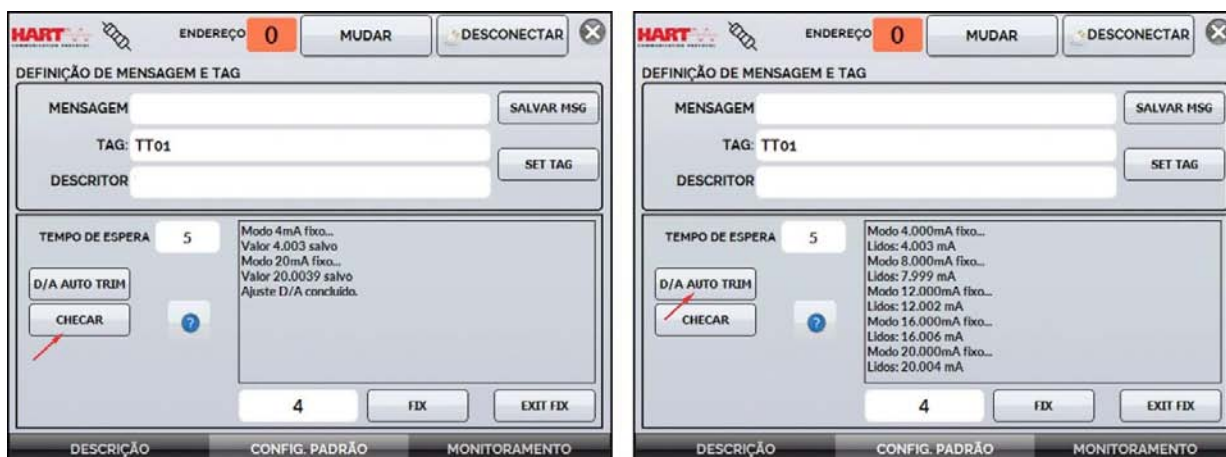 HART
COMMUNICATION PROTOCOL
ENDEREÇO 0 MUDAR DESCONECTAR
DEFINIÇÃO DE MENSAGEM E TAG
MENSAGEM SALVAR MSG
TAG: TT01
SET TAG
DESCRITOR
TEMPO DE ESPERA 5
D/A AUTO TRIM
CHECAR
?
Modo 4mA fixo...
Valor 4.003 salvo
Modo 20mA fixo...
Valor 20.0039 salvo
Ajuste D/A concluído.
4 FIX EXIT FIX
DESCRIÇÃO CONFIG. PADRÃO MONITORAMENTO
HART
COMMUNICATION PROTOCOL
ENDEREÇO 0 MUDAR DESCONECTAR
DEFINIÇÃO DE MENSAGEM E TAG
MENSAGEM SALVAR MSG
TAG: TT01
SET TAG
DESCRITOR
TEMPO DE ESPERA 5
D/A AUTO TRIM
CHECAR
?
Modo 4.000mA fixo...
Lidos: 4.003 mA
Modo 8.000mA fixo...
Lidos: 7.999 mA
Modo 12.000mA fixo...
Lidos: 12.002 mA
Modo 16.000mA fixo...
Lidos: 16.006 mA
Modo 20.000mA fixo...
Lidos: 20.004 mA
4 FIX EXIT FIX
DESCRIÇÃO CONFIG. PADRÃO MONITORAMENTO